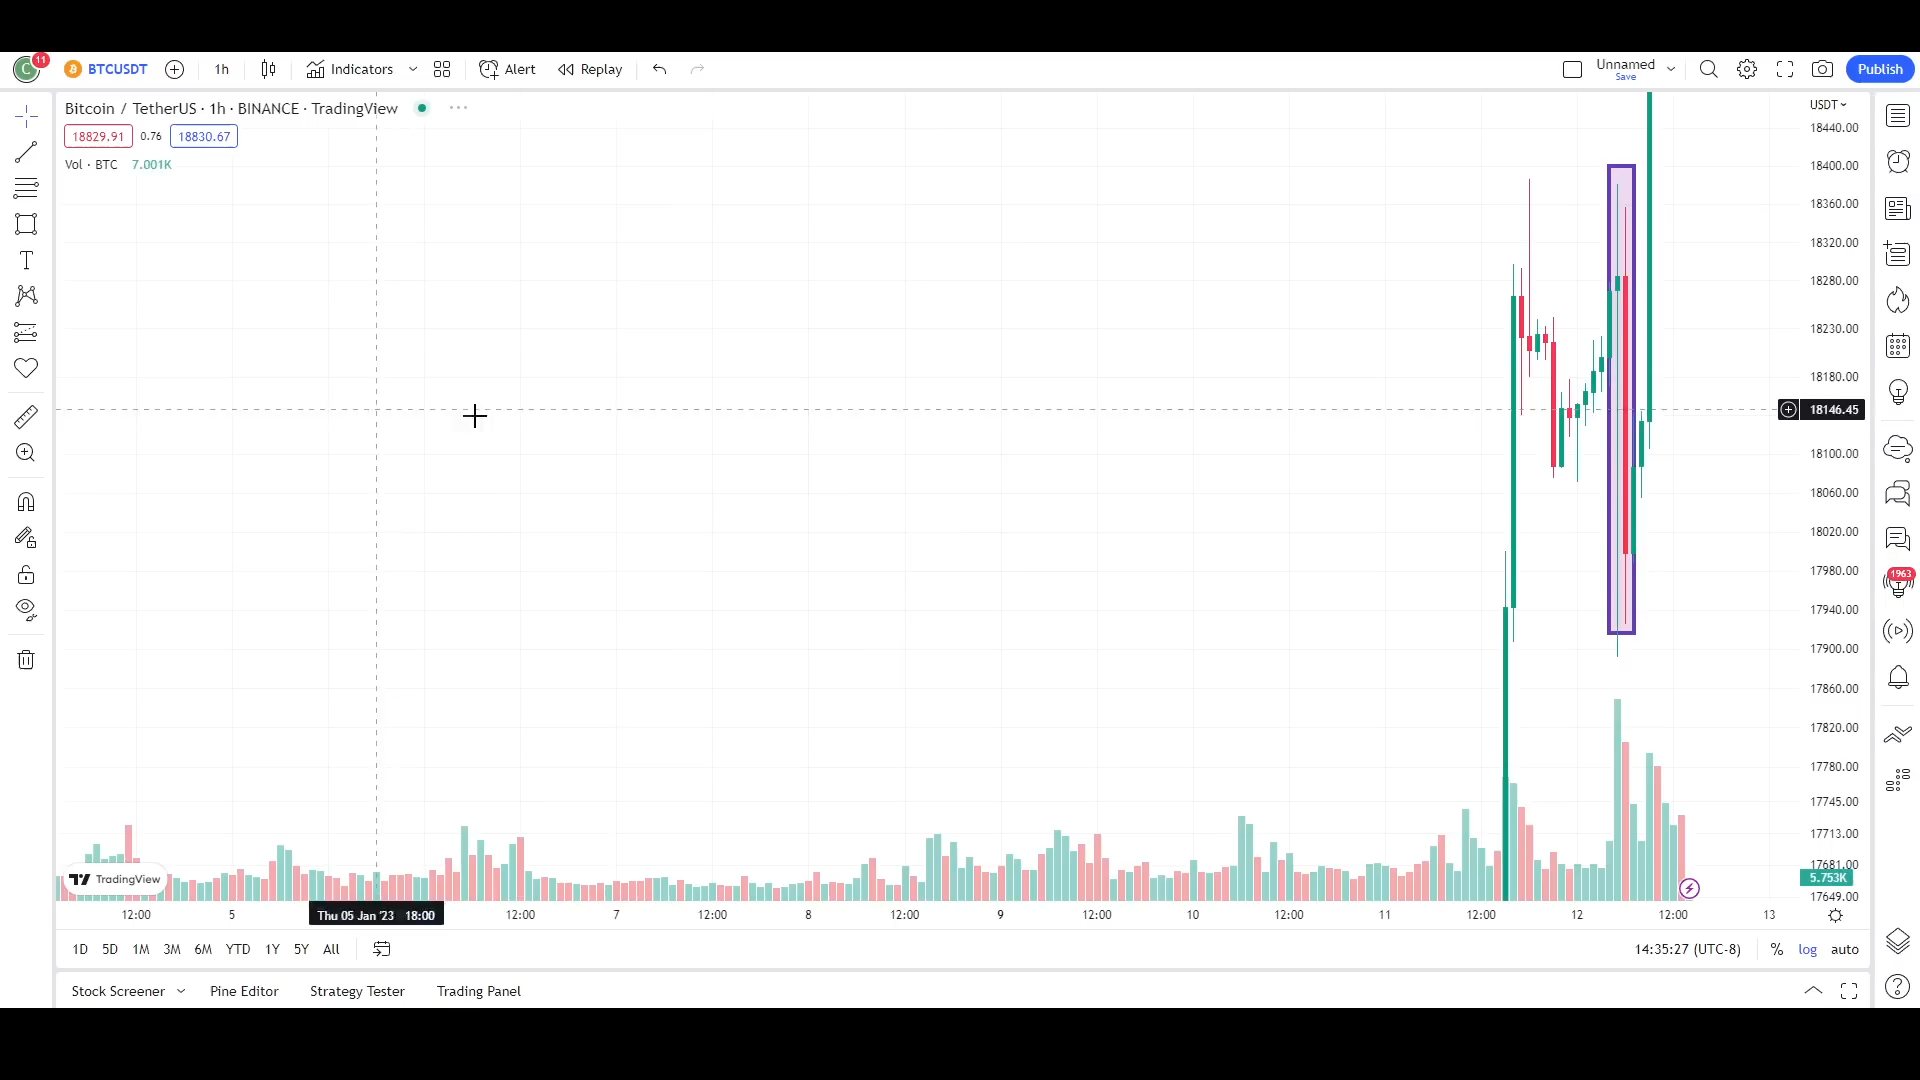 C 11 BTCUSDT 1h Indicators Alert Replay Unnamed Save Publish
Bitcoin / TetherUS · 1h · BINANCE · TradingView
USDT
18829.91 0.76 18830.67
Vol · BTC 7.001K
18440.00
18400.00
18360.00
18320.00
18280.00
18230.00
18180.00
18146.45
18100.00
18060.00
18020.00
17980.00
1963
17940.00
17900.00
17860.00
17820.00
17780.00
17745.00
17713.00
17681.00
5.753K
17649.00
TradingView
12:00 5 Thu 05 Jan '23 18:00 12:00 7 12:00 8 12:00 9 12:00 10 12:00 11 12:00 12 12:00 13
1D 5D 1M 3M 6M YTD 1Y 5Y All 14:35:27 (UTC-8) % log auto
Stock Screener Pine Editor Strategy Tester Trading Panel